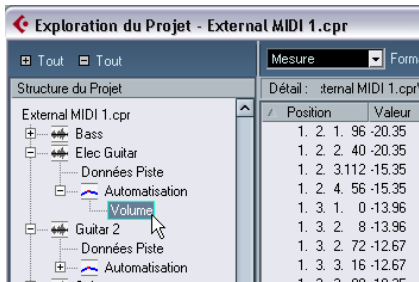 Exploration du Projet - External MIDI 1.cpr
Tout Tout
Mesure
Structure du Projet
Détail : :ternal MIDI 1.cpr\
External MIDI 1.cpr
Bass
Elec Guitar
Données Piste
Automatisation
Volume
Guitar 2
Données Piste
Automatisation
Position Valeur
1. 2. 1. 96 -20.35
1. 2. 2. 40 -20.35
1. 2. 3.112 -15.35
1. 2. 4. 56 -15.35
1. 3. 1. 0 -13.96
1. 3. 2. 8 -13.96
1. 3. 2. 72 -12.67
1. 3. 3. 16 -12.67